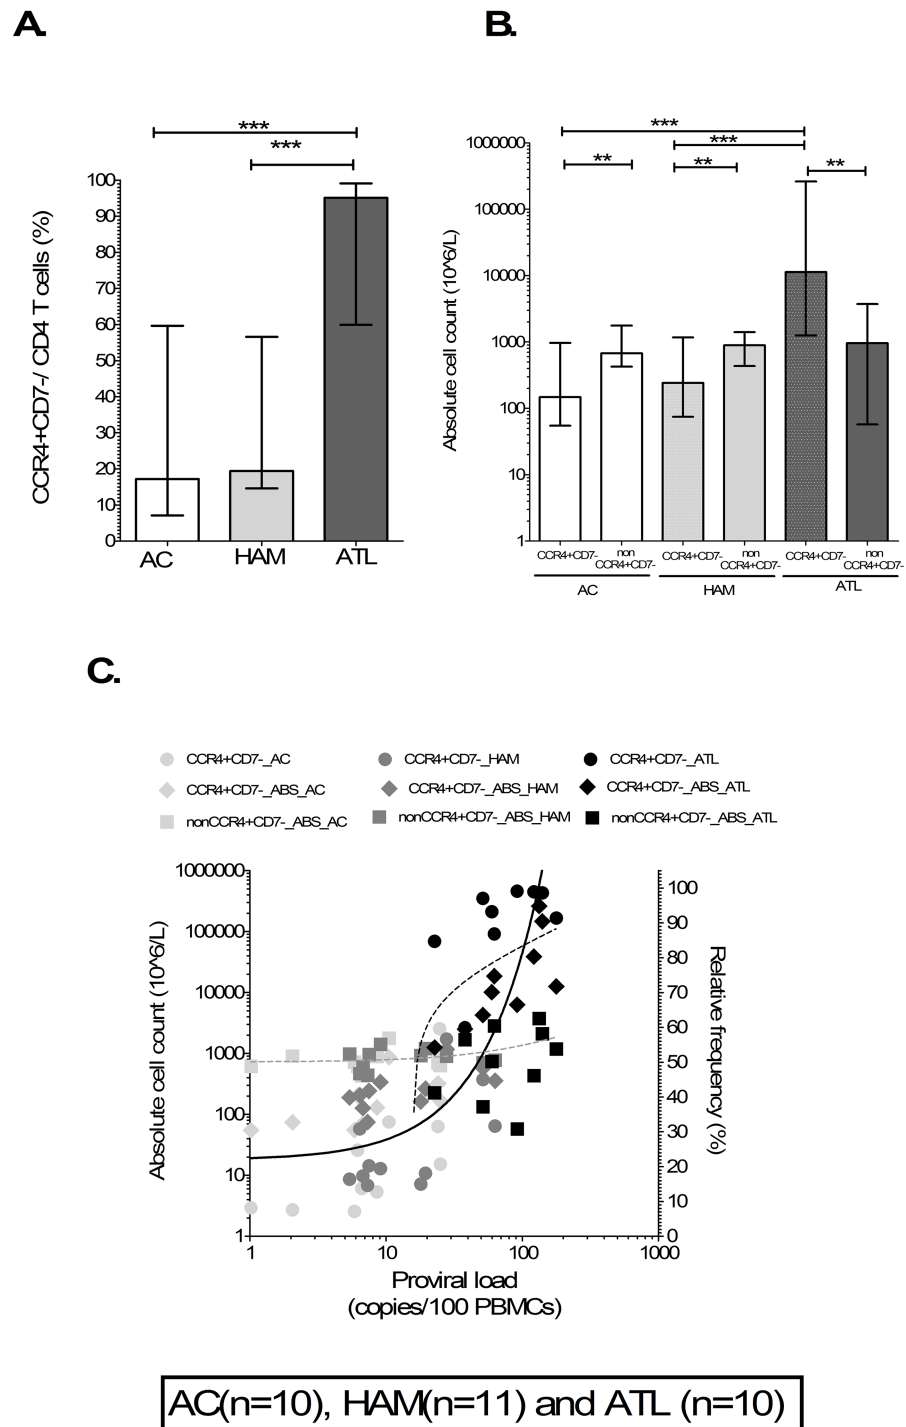 A.
B.
***
***
100
90
80
70
60
50
40
30
20
10
0
CCR4+CD7-/ CD4 T cells (%)
AC
HAM
ATL
***
***
**
**
**
1000000
100000
10000
1000
100
10
1
Absolute cell count (10^6/L)
CCR4+CD7-
non
CCR4+CD7-
CCR4+CD7-
non
CCR4+CD7-
CCR4+CD7-
non
CCR4+CD7-
AC
HAM
ATL
C.
CCR4+CD7-_AC
CCR4+CD7-_HAM
CCR4+CD7-_ATL
CCR4+CD7-_ABS_AC
CCR4+CD7-_ABS_HAM
CCR4+CD7-_ABS_ATL
nonCCR4+CD7-_ABS_AC
nonCCR4+CD7-_ABS_HAM
nonCCR4+CD7-_ABS_ATL
1000000
100000
10000
1000
100
10
1
Absolute cell count (10^6/L)
100
90
80
70
60
50
40
30
20
10
0
Relative frequency (%)
1
10
100
1000
Proviral load
(copies/100 PBMCs)
AC(n=10), HAM(n=11) and ATL (n=10)